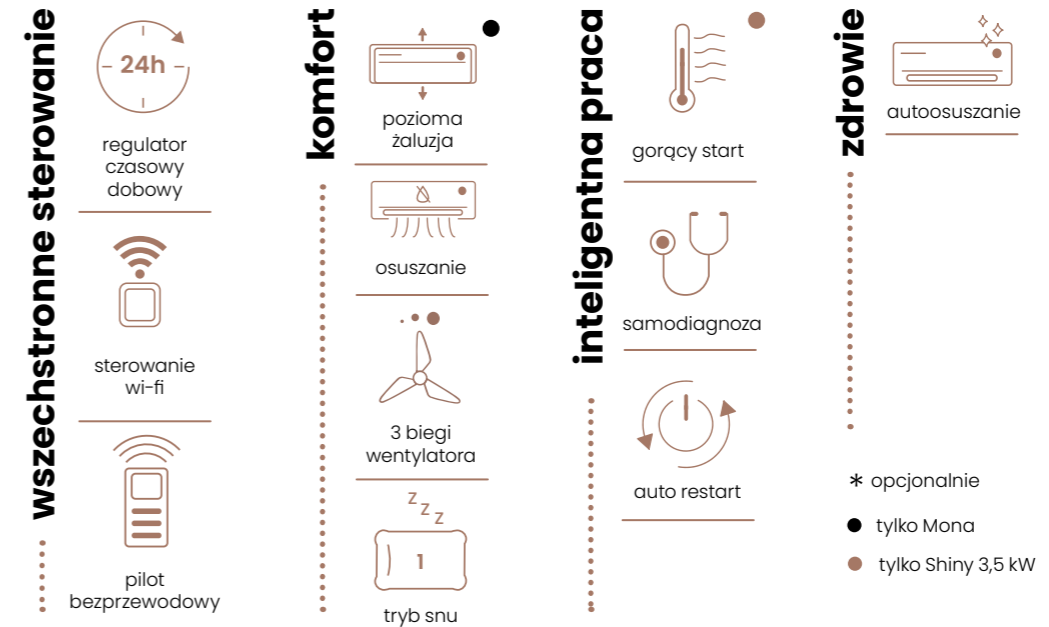 wszechstronne sterowanie
24h
regulator
czasowy
dobowy
sterowanie
wi-fi
pilot
bezprzewodowy
komfort
pozioma
żaluzja
osuszanie
3 biegi
wentylatora
z z z
1
tryb snu
inteligentna praca
gorący start
samodiagnoza
auto restart
zdrowie
autoosuszanie
* opcjonalnie
tylko Mona
tylko Shiny 3,5 kW